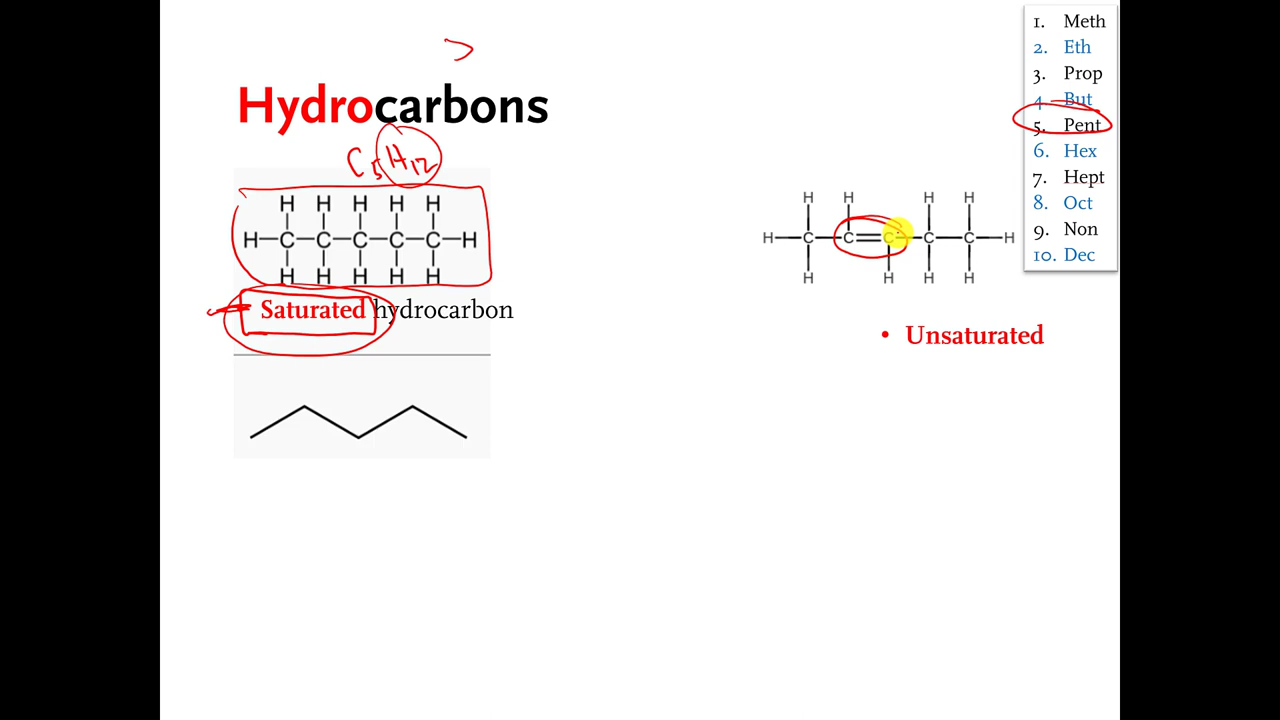 Hydrocarbons
C5H12
H H H H H
H-C-C-C-C-C-H
H H H H H
Saturated hydrocarbon
H H H H
H-C-C=C-C-C-H
H H H H
• Unsaturated
1. Meth
2. Eth
3. Prop
4. But
5. Pent
6. Hex
7. Hept
8. Oct
9. Non
10. Dec